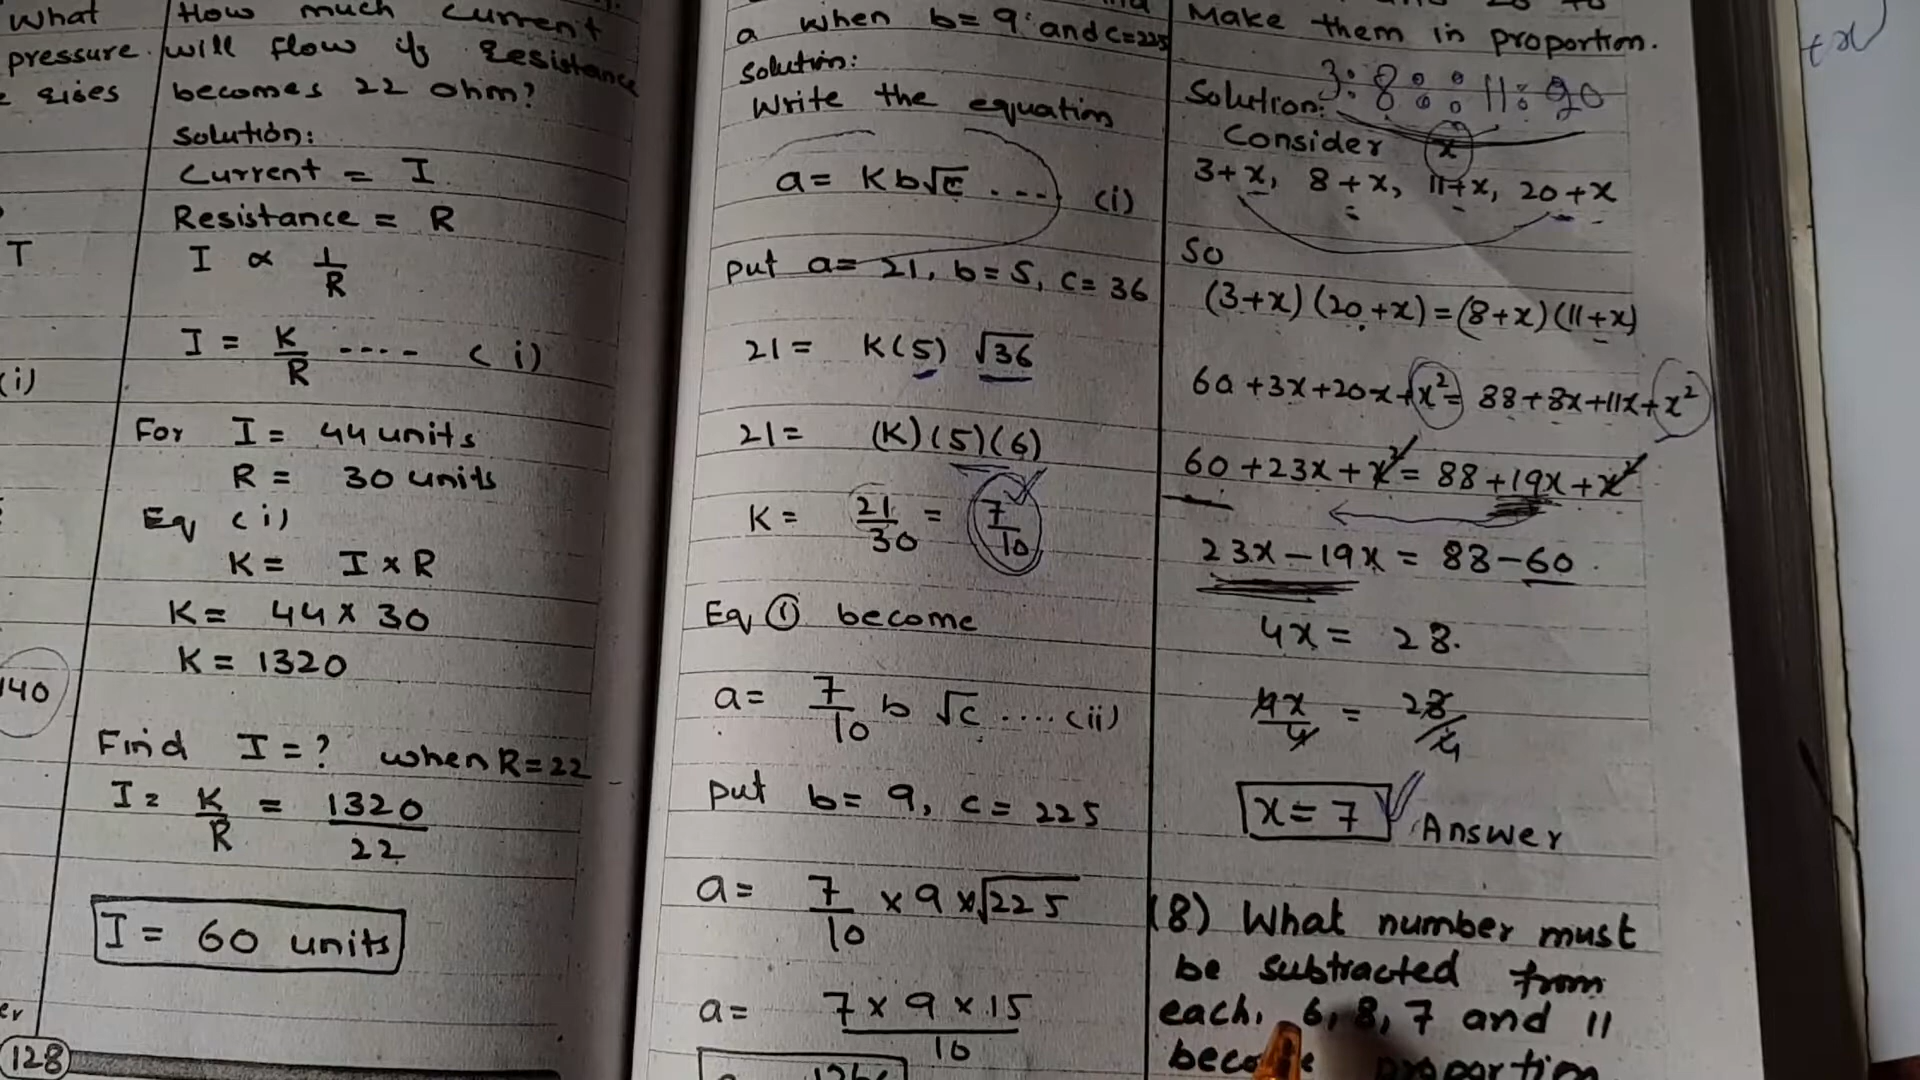 What
pressure.
rises
T
(i)
140
128
How much current
will flow if Resistance
becomes 22 ohm?
Solution:
Current = I
Resistance = R
I ∝ 1/R
I = K/R .... (i)
For I = 44 units
R = 30 units
Eq (i)
K = I × R
K = 44 × 30
K = 1320
Find I = ? when R = 22
I = K/R = 1320/22
I = 60 units
a when b = 9 and c = 225
Solution:
Write the equation
a = Kb√c .... (i)
put a = 21, b = 5, c = 36
21 = K(5) √36
21 = (K)(5)(6)
K = 21/30 = 7/10
Eq ① become
a = 7/10 b √c ....(ii)
put b = 9, c = 225
a = 7/10 × 9 × √225
a = 7 × 9 × 15/10
Make them in proportion.
3:8::11:20
Solution:
Consider x
3+x, 8+x, 11+x, 20+x
So
(3+x)(20+x) = (8+x)(11+x)
60+3x+20x+x² = 88+8x+11x+x²
60+23x+x² = 88+19x+x²
23x-19x = 88-60
4x = 28.
4x/4 = 28/4
x = 7 Answer
(8) What number must
be subtracted from
each, 6, 8, 7 and 11
proportion
+x